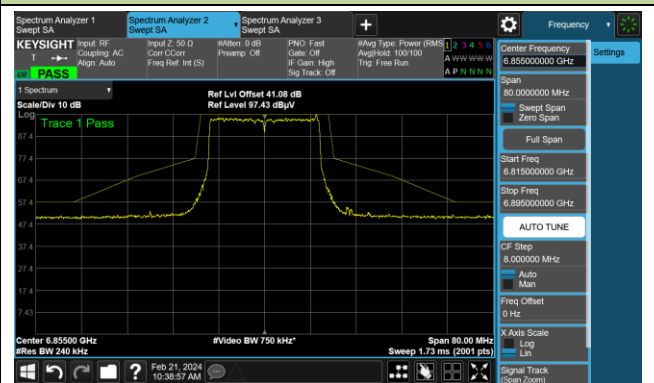 Spectrum Analyzer 1
Swept SA
Spectrum Analyzer 2
Swept SA
Spectrum Analyzer 3
Swept SA
+
Frequency
KEYSIGHT
T
PASS
Input: RF
Coupling: AC
Align: Auto
Input Z: 50 Ω
Corr CCorr
Freq Ref: Int (S)
#Atten: 0 dB
Preamp: Off
PNO: Fast
Gate: Off
IF Gain: High
Sig Track: Off
#Avg Type: Power (RMS
Avg|Hold: 100/100
Trig: Free Run
1 2 3 4 5 6
A W W W W W
A P N N N N
Settings
1 Spectrum
Scale/Div 10 dB
Ref Lvl Offset 41.08 dB
Ref Level 97.43 dBµV
Log
Trace 1 Pass
87.4
77.4
67.4
57.4
47.4
37.4
27.4
17.4
7.43
Center 6.85500 GHz
#Res BW 240 kHz
#Video BW 750 kHz*
Span 80.00 MHz
Sweep 1.73 ms (2001 pts)
Center Frequency
6.855000000 GHz
Span
80.0000000 MHz
Swept Span
Zero Span
Full Span
Start Freq
6.815000000 GHz
Stop Freq
6.895000000 GHz
AUTO TUNE
CF Step
8.000000 MHz
Auto
Man
Freq Offset
0 Hz
X Axis Scale
Log
Lin
Signal Track
(Span Zoom)
?
Feb 21, 2024
10:38:57 AM